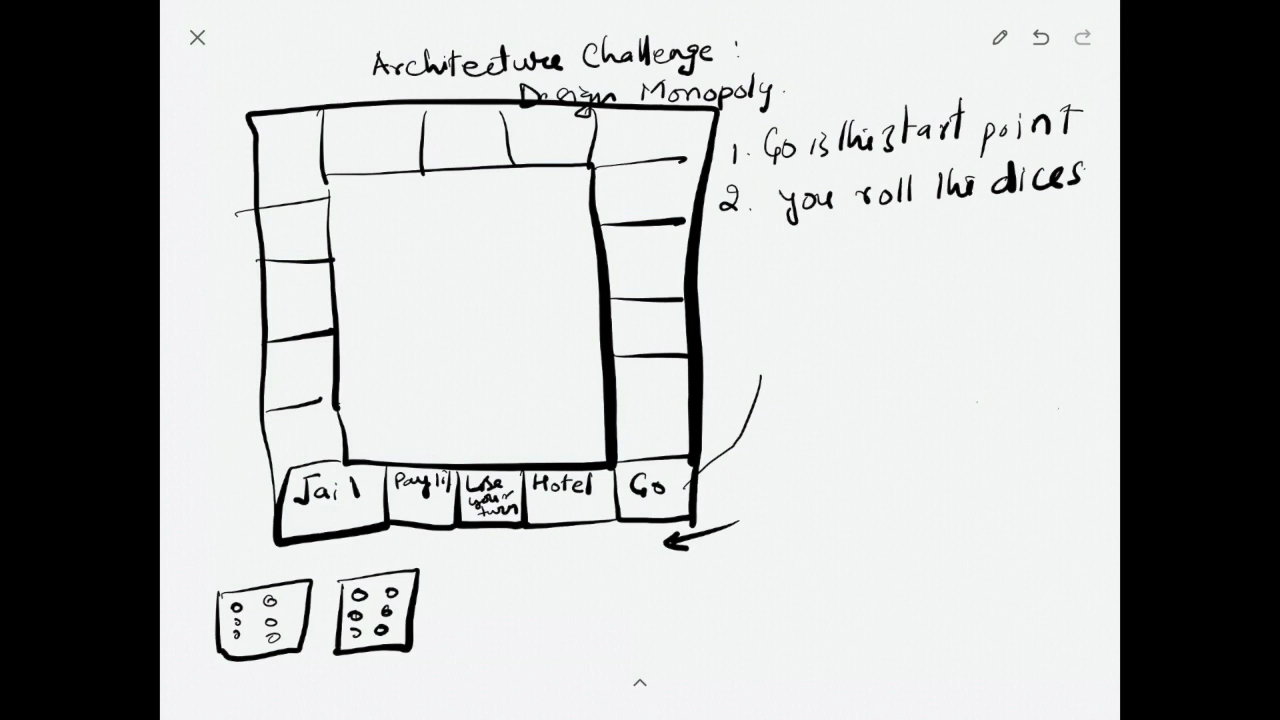 Architecture Challenge :
Design Monopoly.
1. Go is the start point
2. you roll the dices
Jail
Pay
Lose
your
turn
Hotel
Go